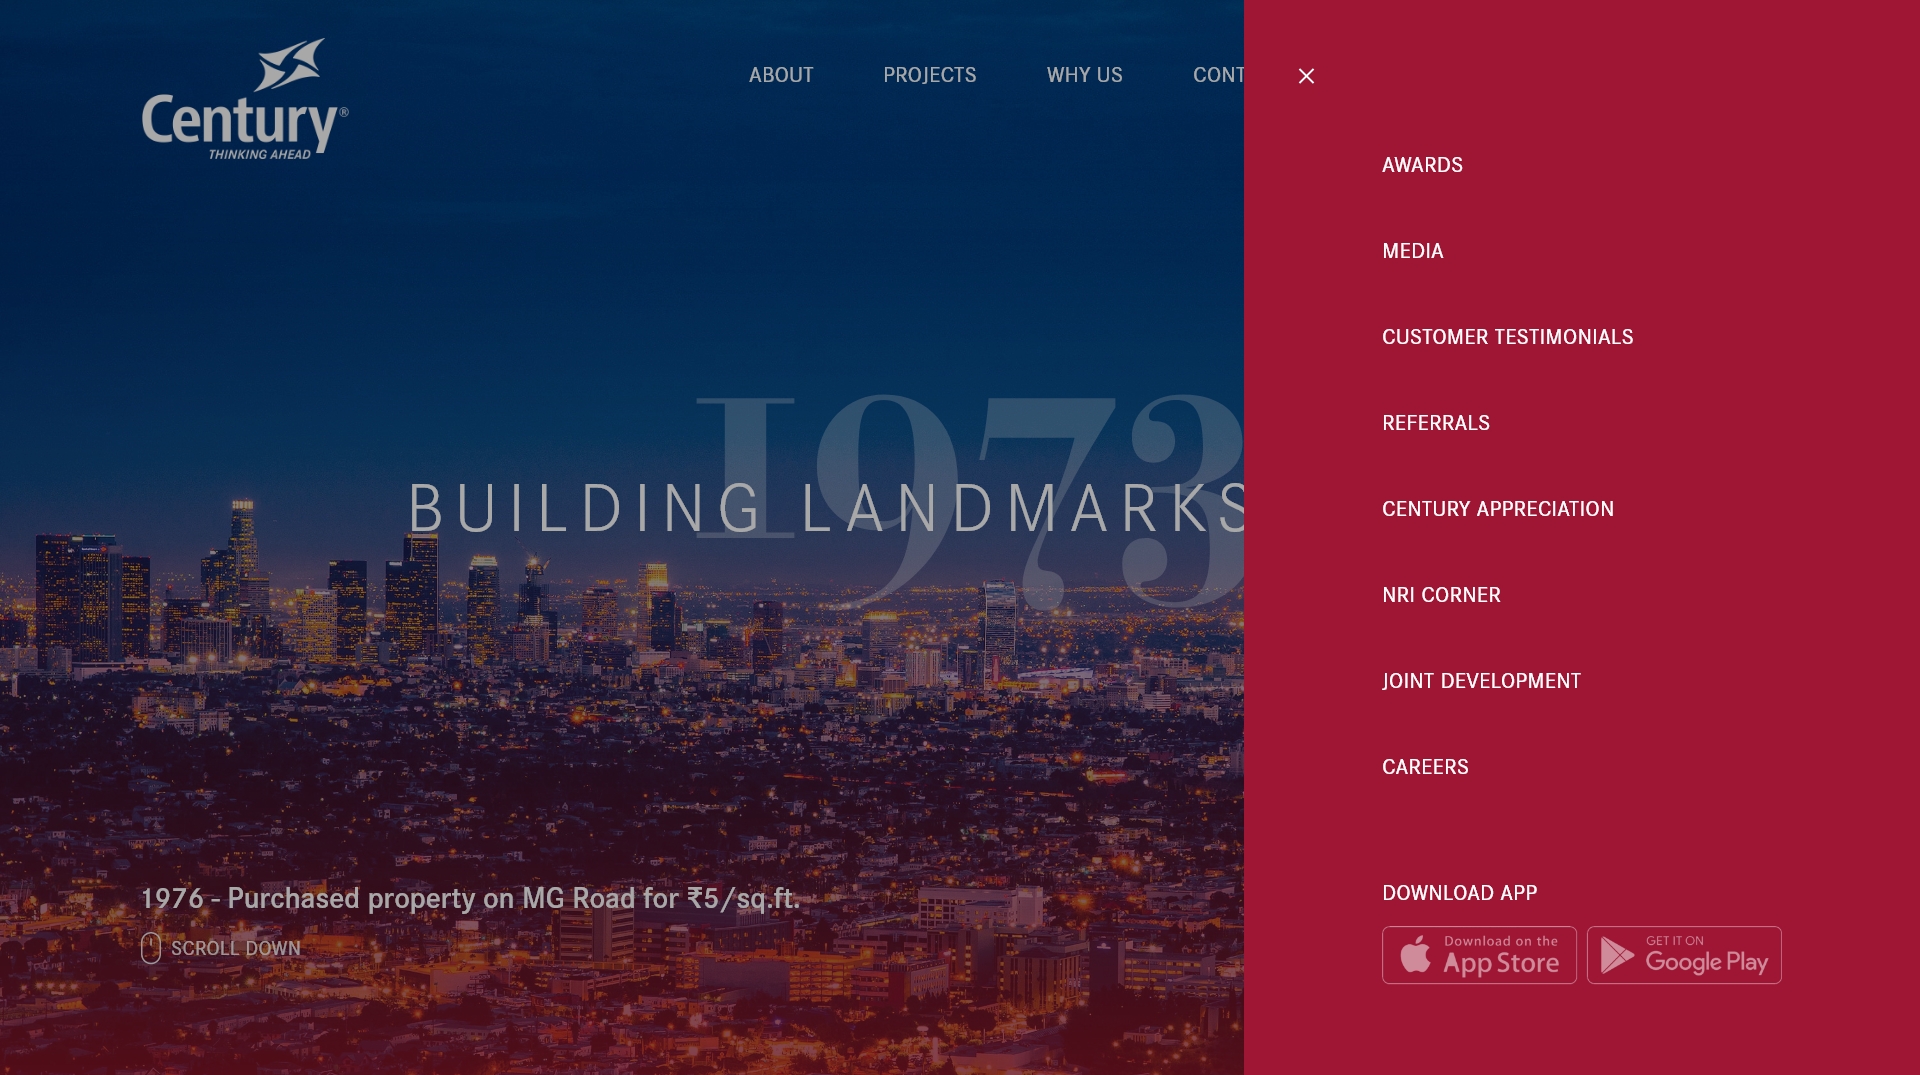 Century®
THINKING AHEAD
ABOUT PROJECTS WHY US CONT
1973
BUILDING LANDMARKS
1976 - Purchased property on MG Road for ₹5/sq.ft.
SCROLL DOWN
AWARDS
MEDIA
CUSTOMER TESTIMONIALS
REFERRALS
CENTURY APPRECIATION
NRI CORNER
JOINT DEVELOPMENT
CAREERS
DOWNLOAD APP
Download on the
App Store
GET IT ON
Google Play